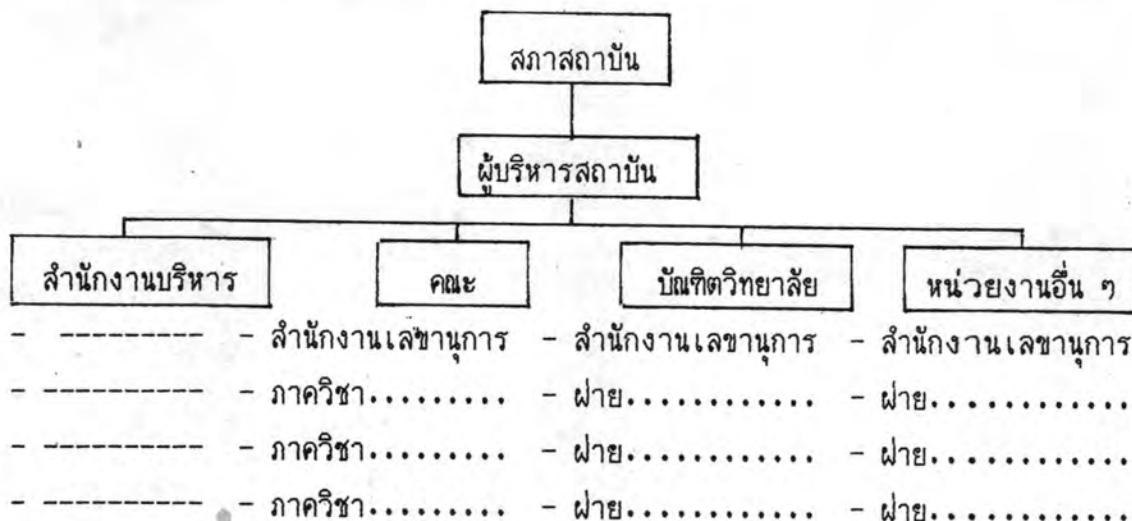 สภาสถาบัน
ผู้บริหารสถาบัน
สำนักงานบริหาร คณะ บัณฑิตวิทยาลัย หน่วยงานอื่น ๆ
- ---------- - สำนักงานเลขานุการ - สำนักงานเลขานุการ - สำนักงานเลขานุการ
- ---------- - ภาควิชา......... - ฝ่าย............ - ฝ่าย............
- ---------- - ภาควิชา......... - ฝ่าย............ - ฝ่าย............
- ---------- - ภาควิชา......... - ฝ่าย............ - ฝ่าย............